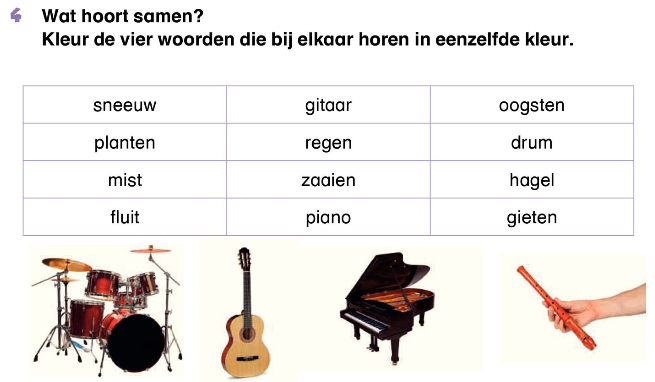 4 Wat hoort samen?
Kleur de vier woorden die bij elkaar horen in eenzelfde kleur.
sneeuw gitaar oogsten
planten regen drum
mist zaaien hagel
fluit piano gieten